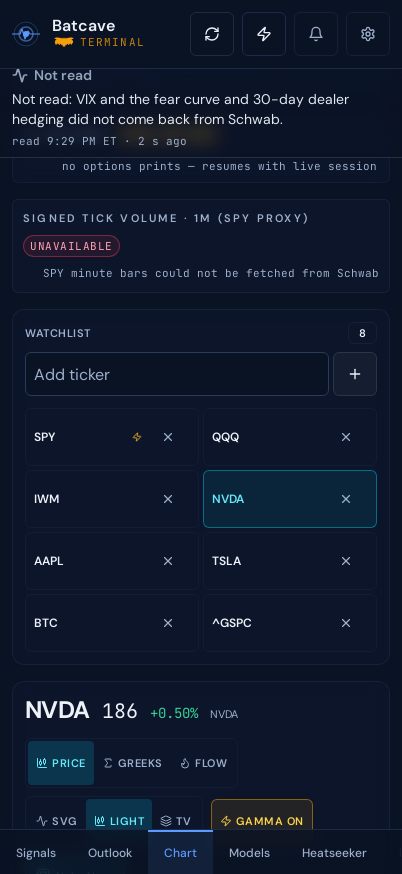 Batcave
TERMINAL
Not read
Not read: VIX and the fear curve and 30-day dealer
hedging did not come back from Schwab.
read 9:29 PM ET · 2 s ago
no options prints — resumes with live session
SIGNED TICK VOLUME · 1M (SPY PROXY)
UNAVAILABLE
SPY minute bars could not be fetched from Schwab
WATCHLIST 8
Add ticker +
SPY × QQQ ×
IWM × NVDA ×
AAPL × TSLA ×
BTC × ^GSPC ×
NVDA 186 +0.50% NVDA
PRICE Σ GREEKS FLOW
SVG LIGHT TV GAMMA ON
Signals Outlook Chart Models Heatseeker